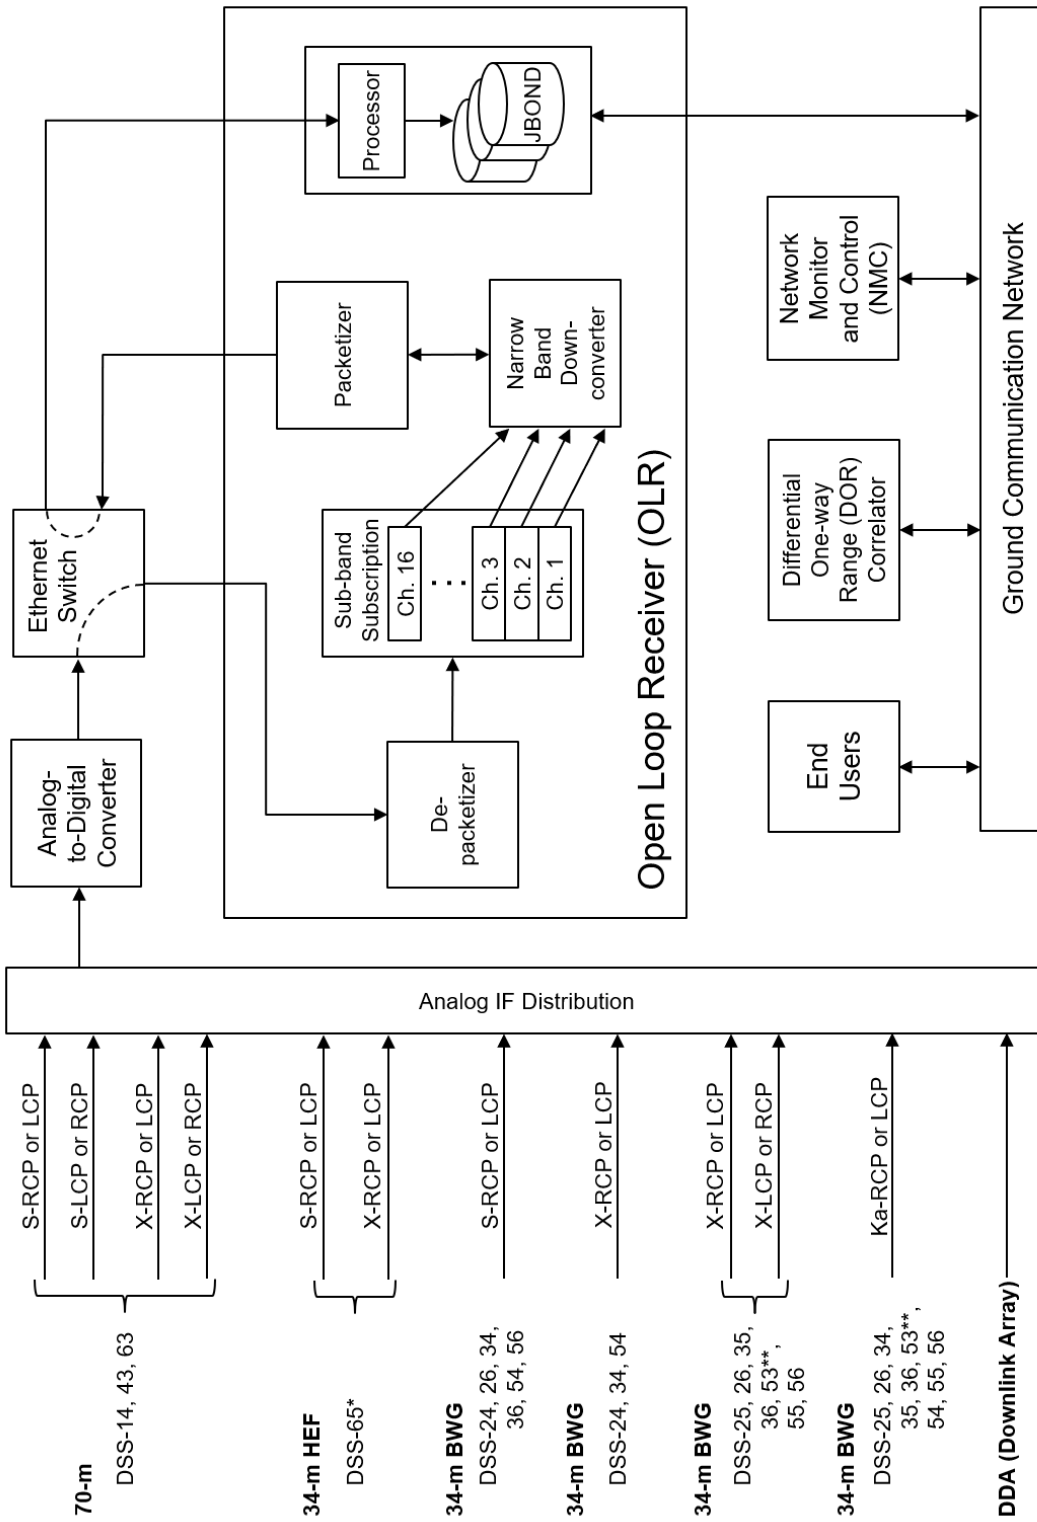 70-m
DSS-14, 43, 63
S-RCP or LCP
S-LCP or RCP
X-RCP or LCP
X-LCP or RCP
34-m HEF
DSS-65*
S-RCP or LCP
X-RCP or LCP
34-m BWG
DSS-24, 26, 34,
36, 54, 56
S-RCP or LCP
34-m BWG
DSS-24, 34, 54
X-RCP or LCP
34-m BWG
DSS-25, 26, 35,
36, 53**,
55, 56
X-RCP or LCP
X-LCP or RCP
34-m BWG
DSS-25, 26, 34,
35, 36, 53**,
54, 55, 56
Ka-RCP or LCP
DDA (Downlink Array)
Analog IF Distribution
Analog-
to-Digital
Converter
Ethernet
Switch
De-
packetizer
Sub-band
Subscription
Ch. 16
Ch. 3
Ch. 2
Ch. 1
Packetizer
Narrow
Band
Down-
converter
Processor
JBOND
Open Loop Receiver (OLR)
End
Users
Differential
One-way
Range (DOR)
Correlator
Network
Monitor
and Control
(NMC)
Ground Communication Network